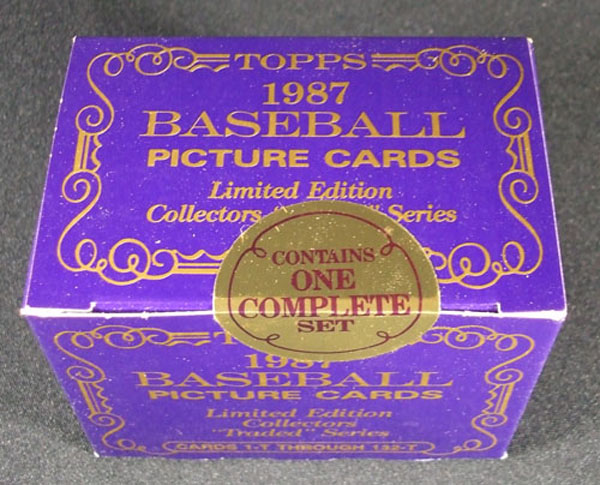 TOPPS
1987
BASEBALL
PICTURE CARDS
Limited Edition
Collectors Series
CONTAINS
ONE
COMPLETE
SET
1987
BASEBALL
PICTURE CARDS
Limited Edition
Collectors
"Traded" Series
CARDS 1-T THROUGH 132-T